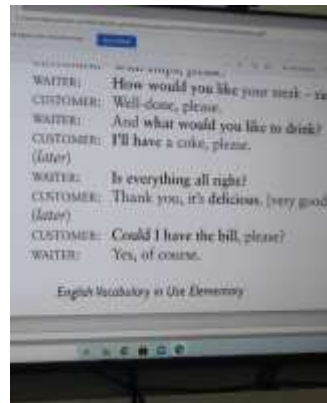 WAITER: How would you like your steak –
CUSTOMER: Well-done, please.
WAITER: And what would you like to drink?
CUSTOMER: I'll have a coke, please.
(later)
WAITER: Is everything all right?
CUSTOMER: Thank you, it's delicious. [very good
(later)
CUSTOMER: Could I have the bill, please?
WAITER: Yes, of course.
English Vocabulary in Use Elementary